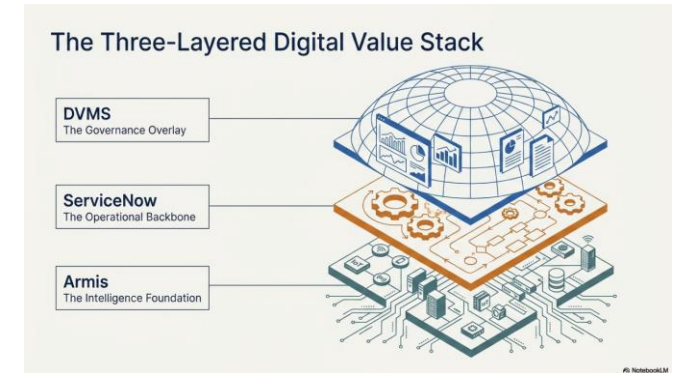 The Three-Layered Digital Value Stack
DVMS
The Governance Overlay
ServiceNow
The Operational Backbone
Armis
The Intelligence Foundation
IoT
NotebookLM